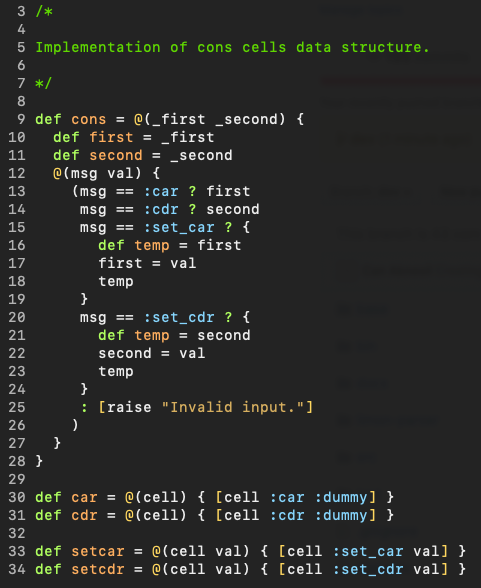 3 /*
4
5 Implementation of cons cells data structure.
6
7 */
8
9 def cons = @(_first _second) {
10   def first = _first
11   def second = _second
12   @(msg val) {
13     (msg == :car ? first
14      msg == :cdr ? second
15      msg == :set_car ? {
16        def temp = first
17        first = val
18        temp
19      }
20      msg == :set_cdr ? {
21        def temp = second
22        second = val
23        temp
24      }
25      : [raise "Invalid input."]
26     )
27   }
28 }
29
30 def car = @(cell) { [cell :car :dummy] }
31 def cdr = @(cell) { [cell :cdr :dummy] }
32
33 def setcar = @(cell val) { [cell :set_car val] }
34 def setcdr = @(cell val) { [cell :set_cdr val] }